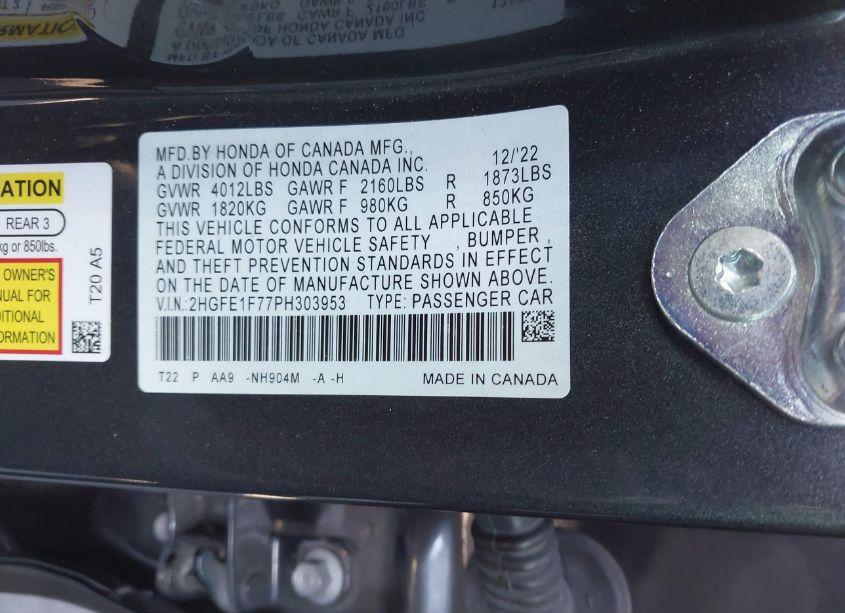 MFD.BY HONDA OF CANADA MFG., 12/'22
A DIVISION OF HONDA CANADA INC.
GVWR 4012LBS GAWR F 2160LBS R 1873LBS
GVWR 1820KG GAWR F 980KG R 850KG
THIS VEHICLE CONFORMS TO ALL APPLICABLE
FEDERAL MOTOR VEHICLE SAFETY , BUMPER ,
AND THEFT PREVENTION STANDARDS IN EFFECT
ON THE DATE OF MANUFACTURE SHOWN ABOVE.
V.I.N.:2HGFE1F77PH303953 TYPE: PASSENGER CAR
T22 P AA9 -NH904M -A -H MADE IN CANADA
ATION
REAR 3
kg or 850lbs.
OWNER'S
FOR
T20 A5